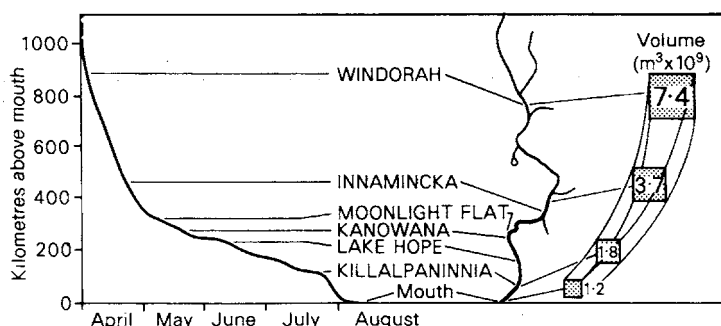 Kilometres above mouth
1000
800
600
400
200
0
April May June July August
WINDORAH
INNAMINCKA
MOONLIGHT FLAT
KANOWANA
LAKE HOPE
KILLALPANINNIA
Mouth
Volume
(m³x10⁹)
7·4
3·7
1·8
1·2